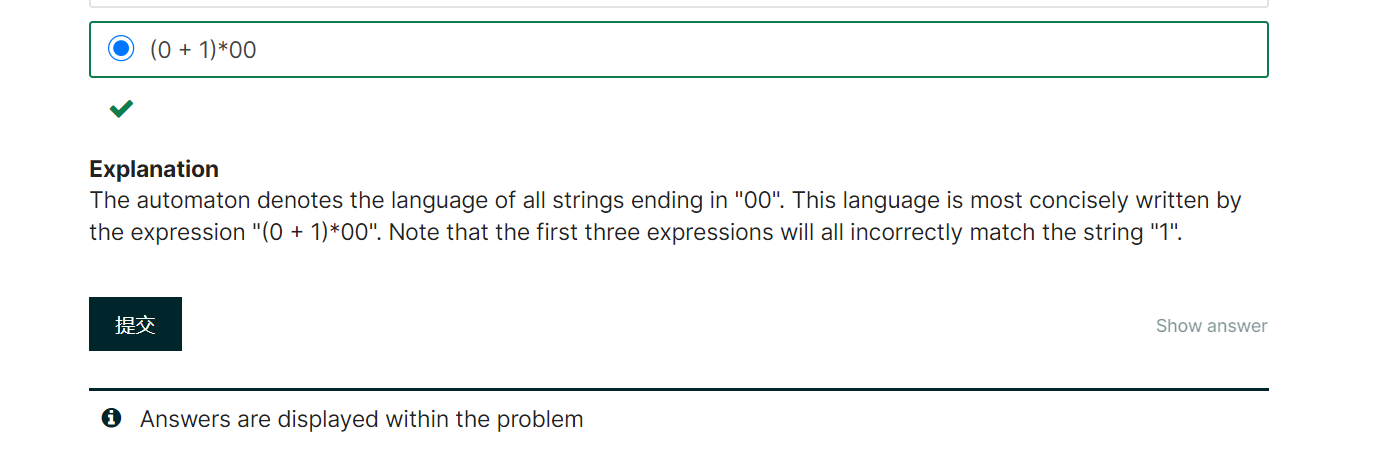 (0 + 1)*00
Explanation
The automaton denotes the language of all strings ending in "00". This language is most concisely written by
the expression "(0 + 1)*00". Note that the first three expressions will all incorrectly match the string "1".
提交
Show answer
Answers are displayed within the problem